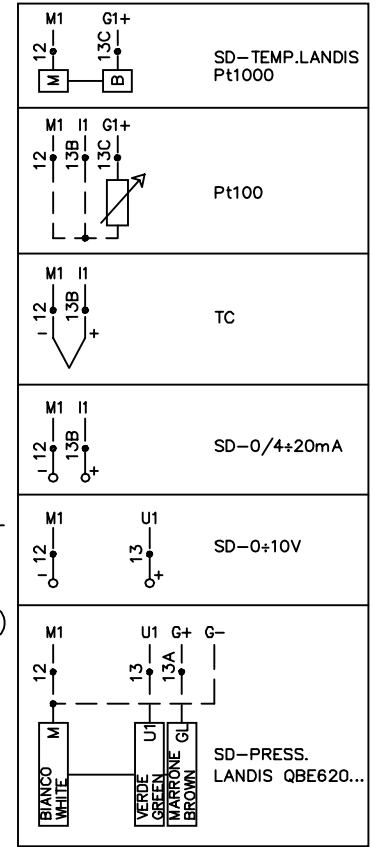 M1 G1+
12 13C
M B
SD-TEMP.LANDIS
Pt1000
M1 I1 G1+
12 13B 13C
Pt100
M1 I1
12 13B
- +
TC
M1 I1
12 13B
- +
SD-0/4÷20mA
M1 U1
12 13
- +
SD-0÷10V
M1 U1 G+ G-
12 13 13A
M U1 GL
BIANCO
WHITE
VERDE
GREEN
MARRONE
BROWN
SD-PRESS.
LANDIS QBE620...